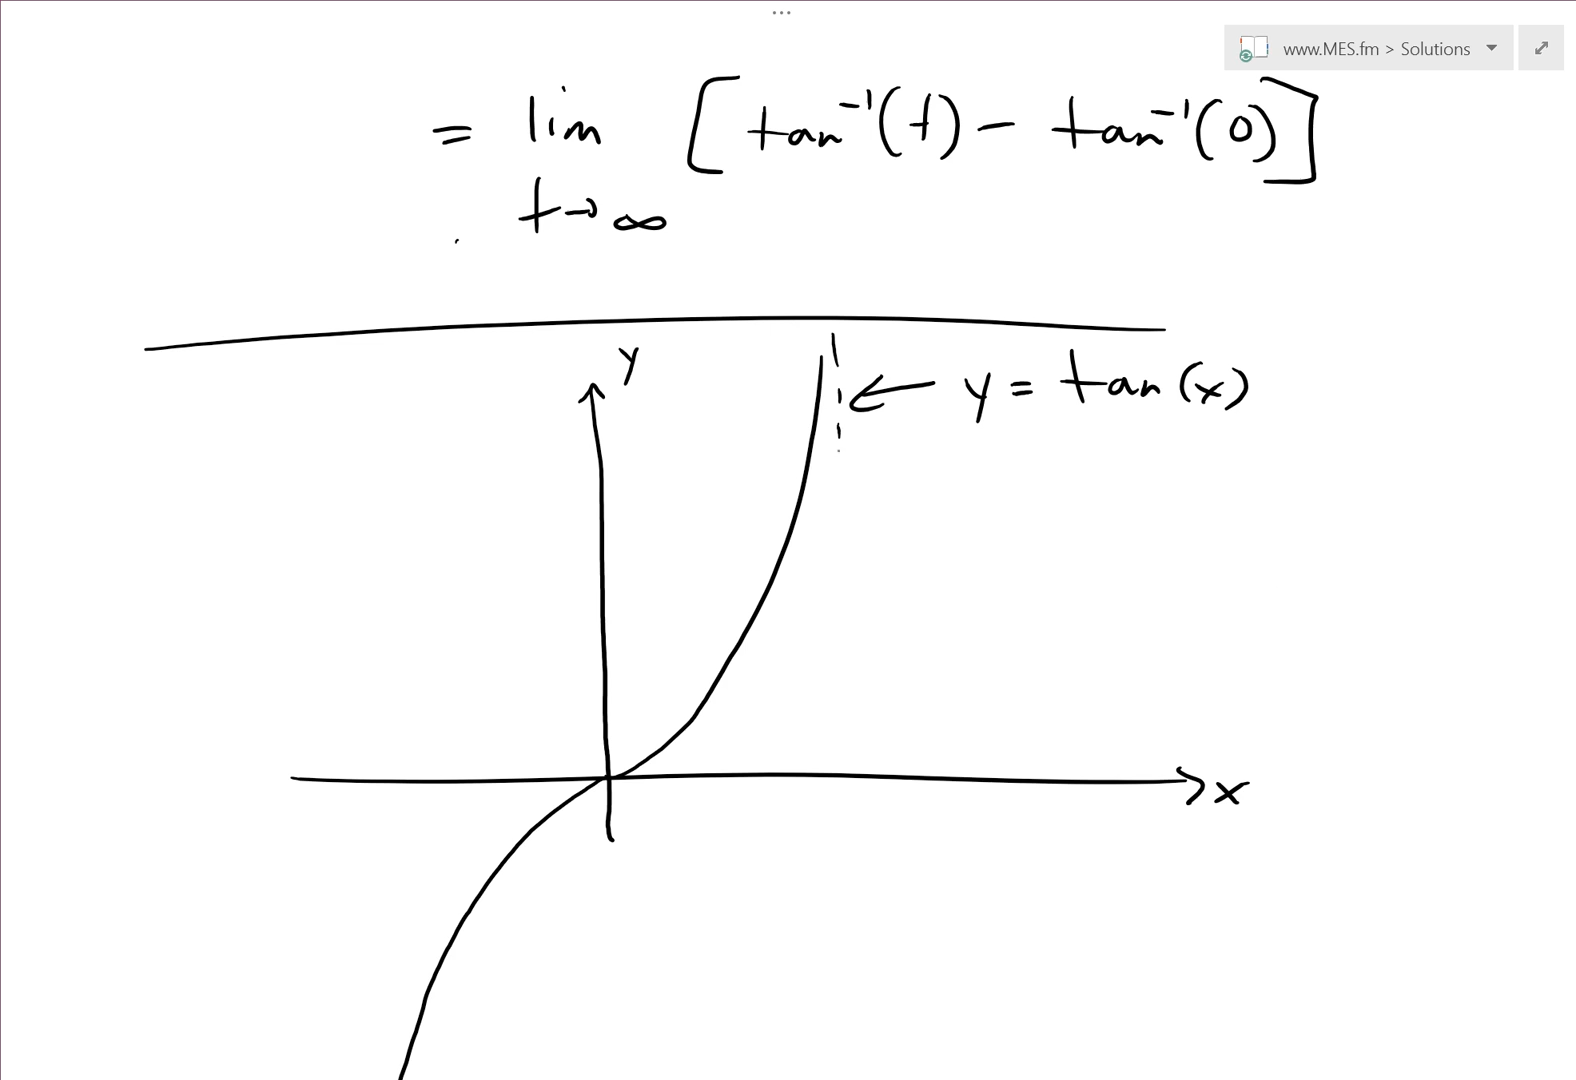 www.MES.fm > Solutions
= lim [tan⁻¹(t) - tan⁻¹(0)]
t→∞
y
y = tan(x)
x